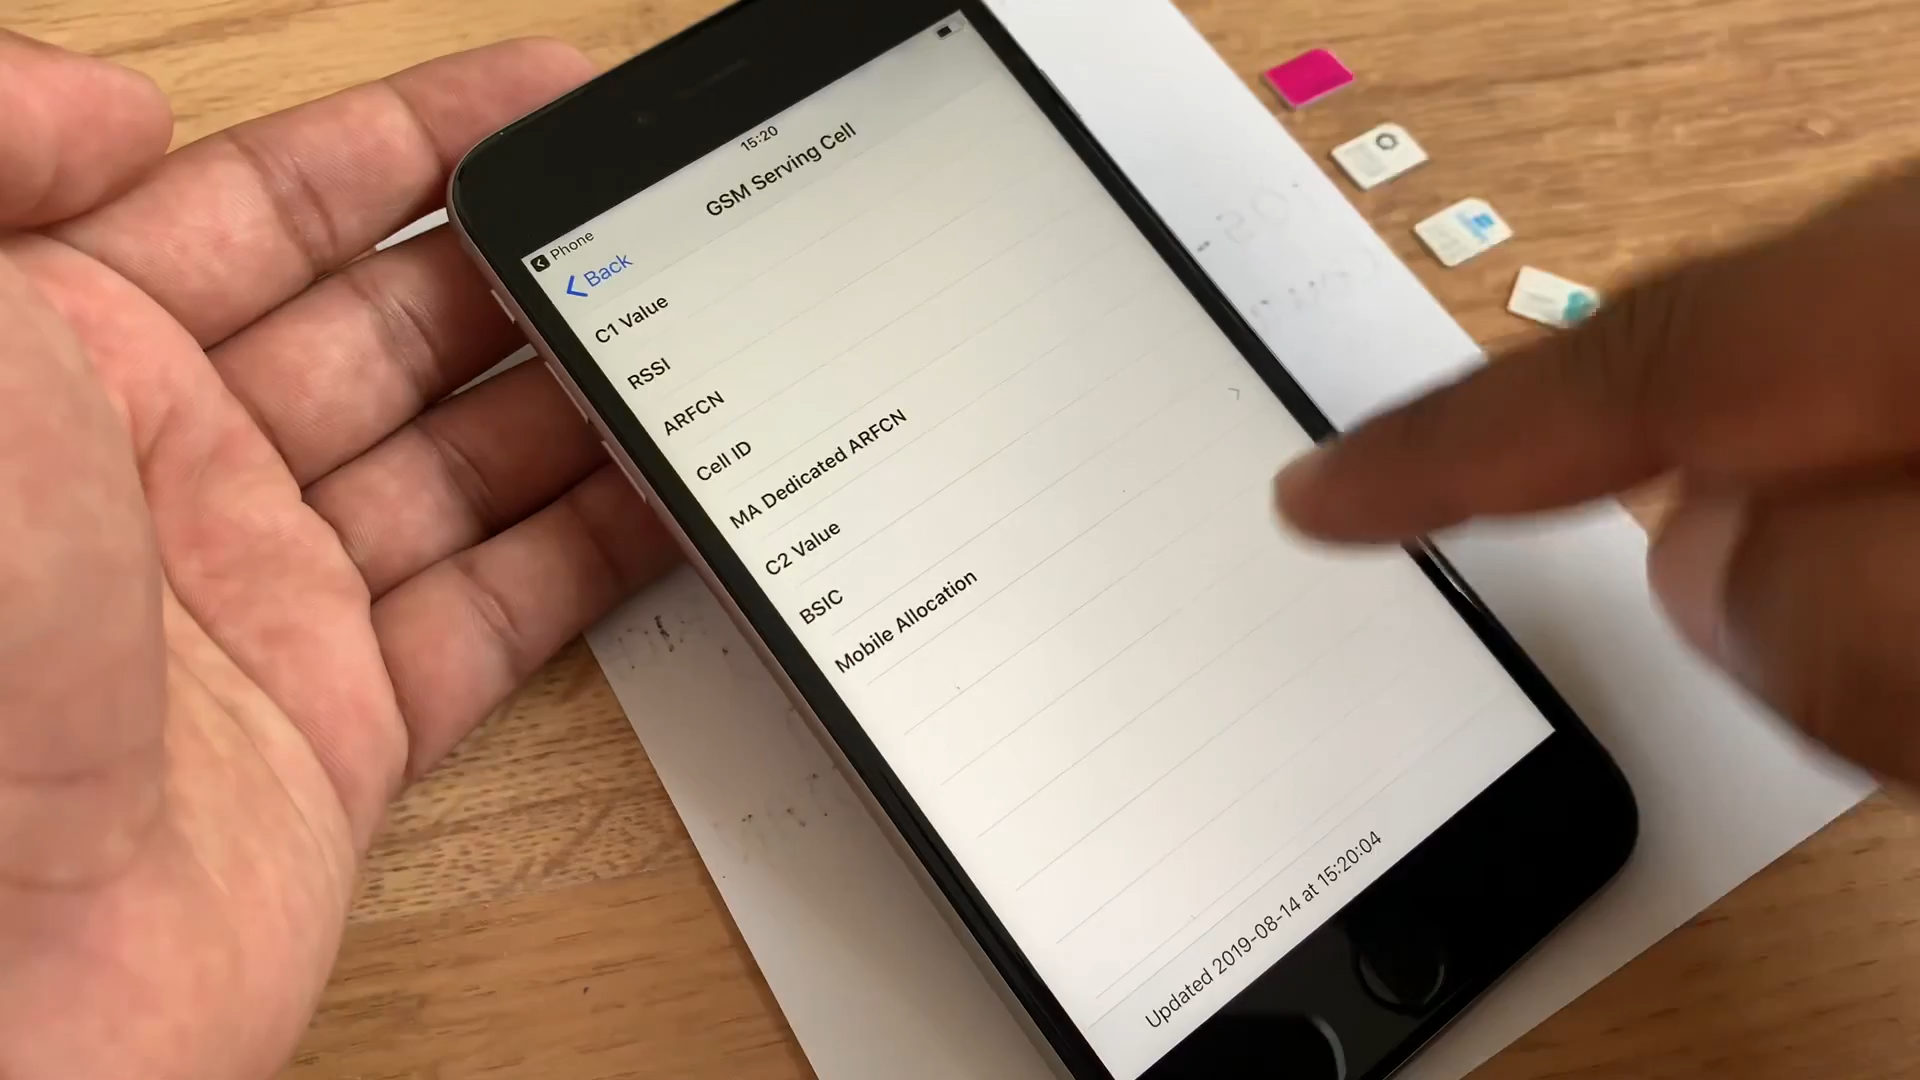 15:20
Phone
GSM Serving Cell
Back
C1 Value
RSSI
ARFCN
Cell ID
MA Dedicated ARFCN
C2 Value
BSIC
Mobile Allocation
Updated 2019-08-14 at 15:20:04